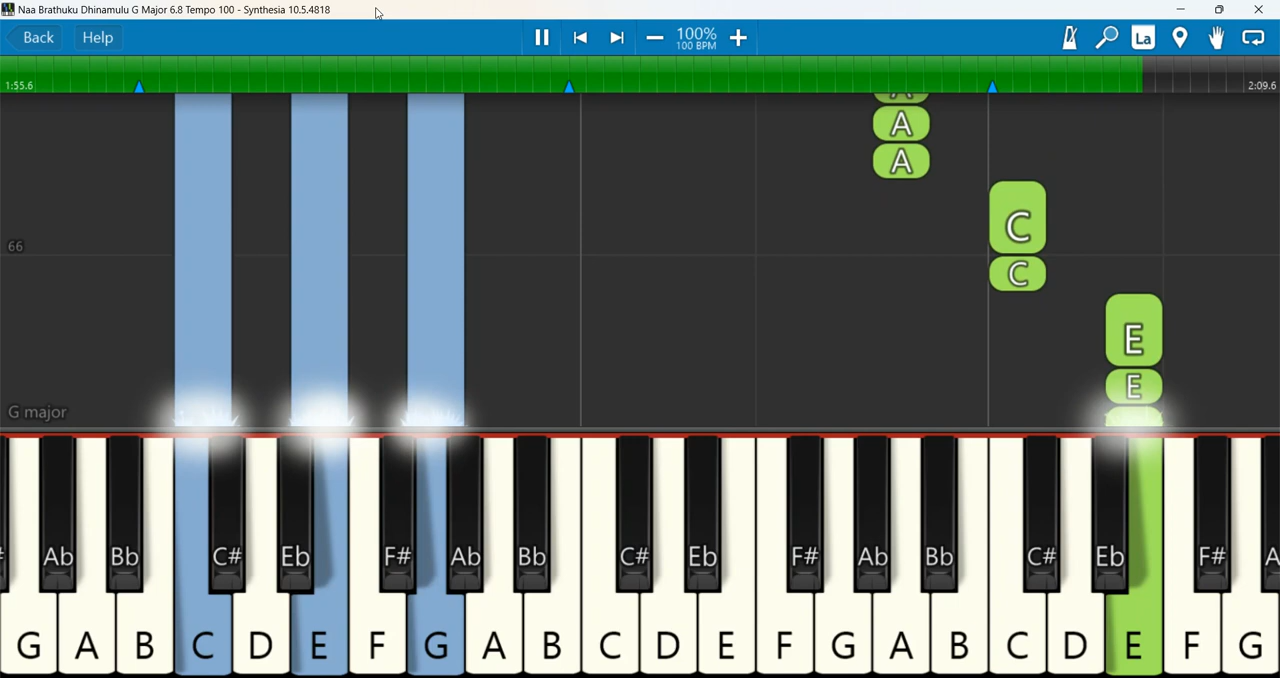 Naa Brathuku Dhinamulu G Major 6.8 Tempo 100 - Synthesia 10.5.4818
Back Help 100% La
100 BPM
1:55.6 2:09.6
A
A
A
C
66
C
E
E
G major
Ab Bb C# Eb F# Ab Bb C# Eb F# Ab Bb C# Eb F# A
G A B C D E F G A B C D E F G A B C D E F G